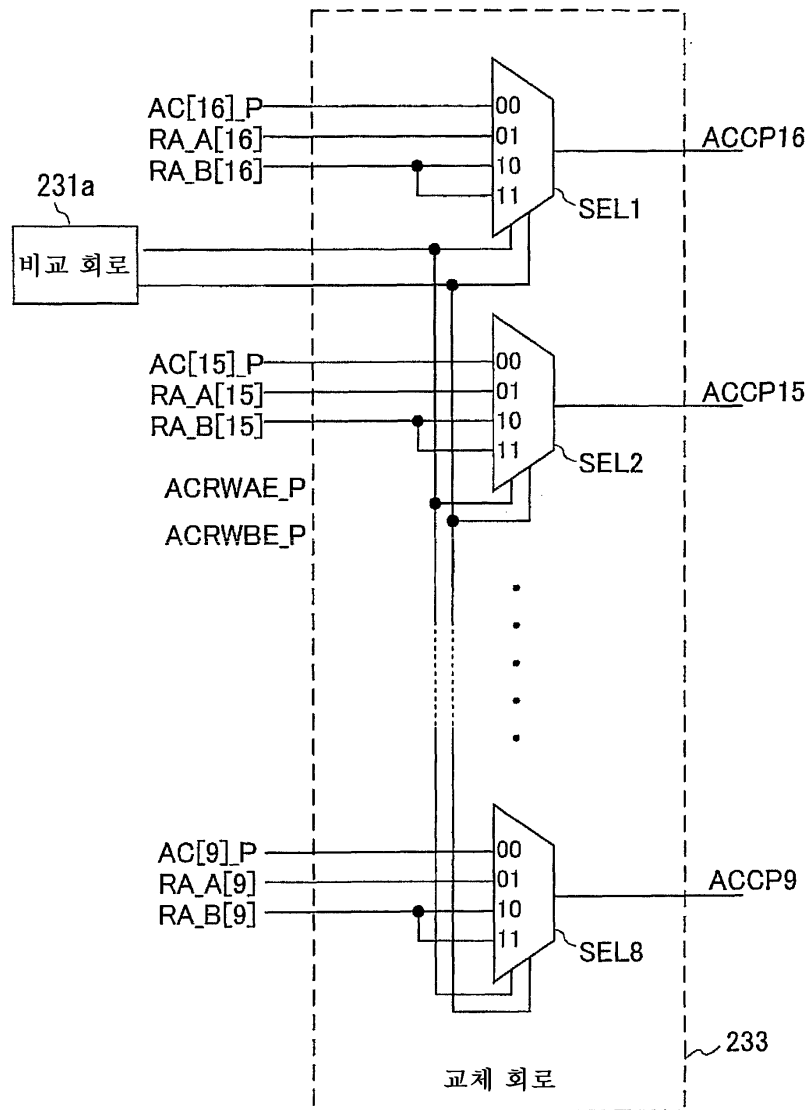 AC[16]_P
00
RA_A[16]
01
ACCP16
RA_B[16]
10
11
SEL1
231a
비교 회로
AC[15]_P
00
RA_A[15]
01
ACCP15
RA_B[15]
10
11
SEL2
ACRWAE_P
ACRWBE_P
AC[9]_P
00
RA_A[9]
01
ACCP9
RA_B[9]
10
11
SEL8
233
교체 회로